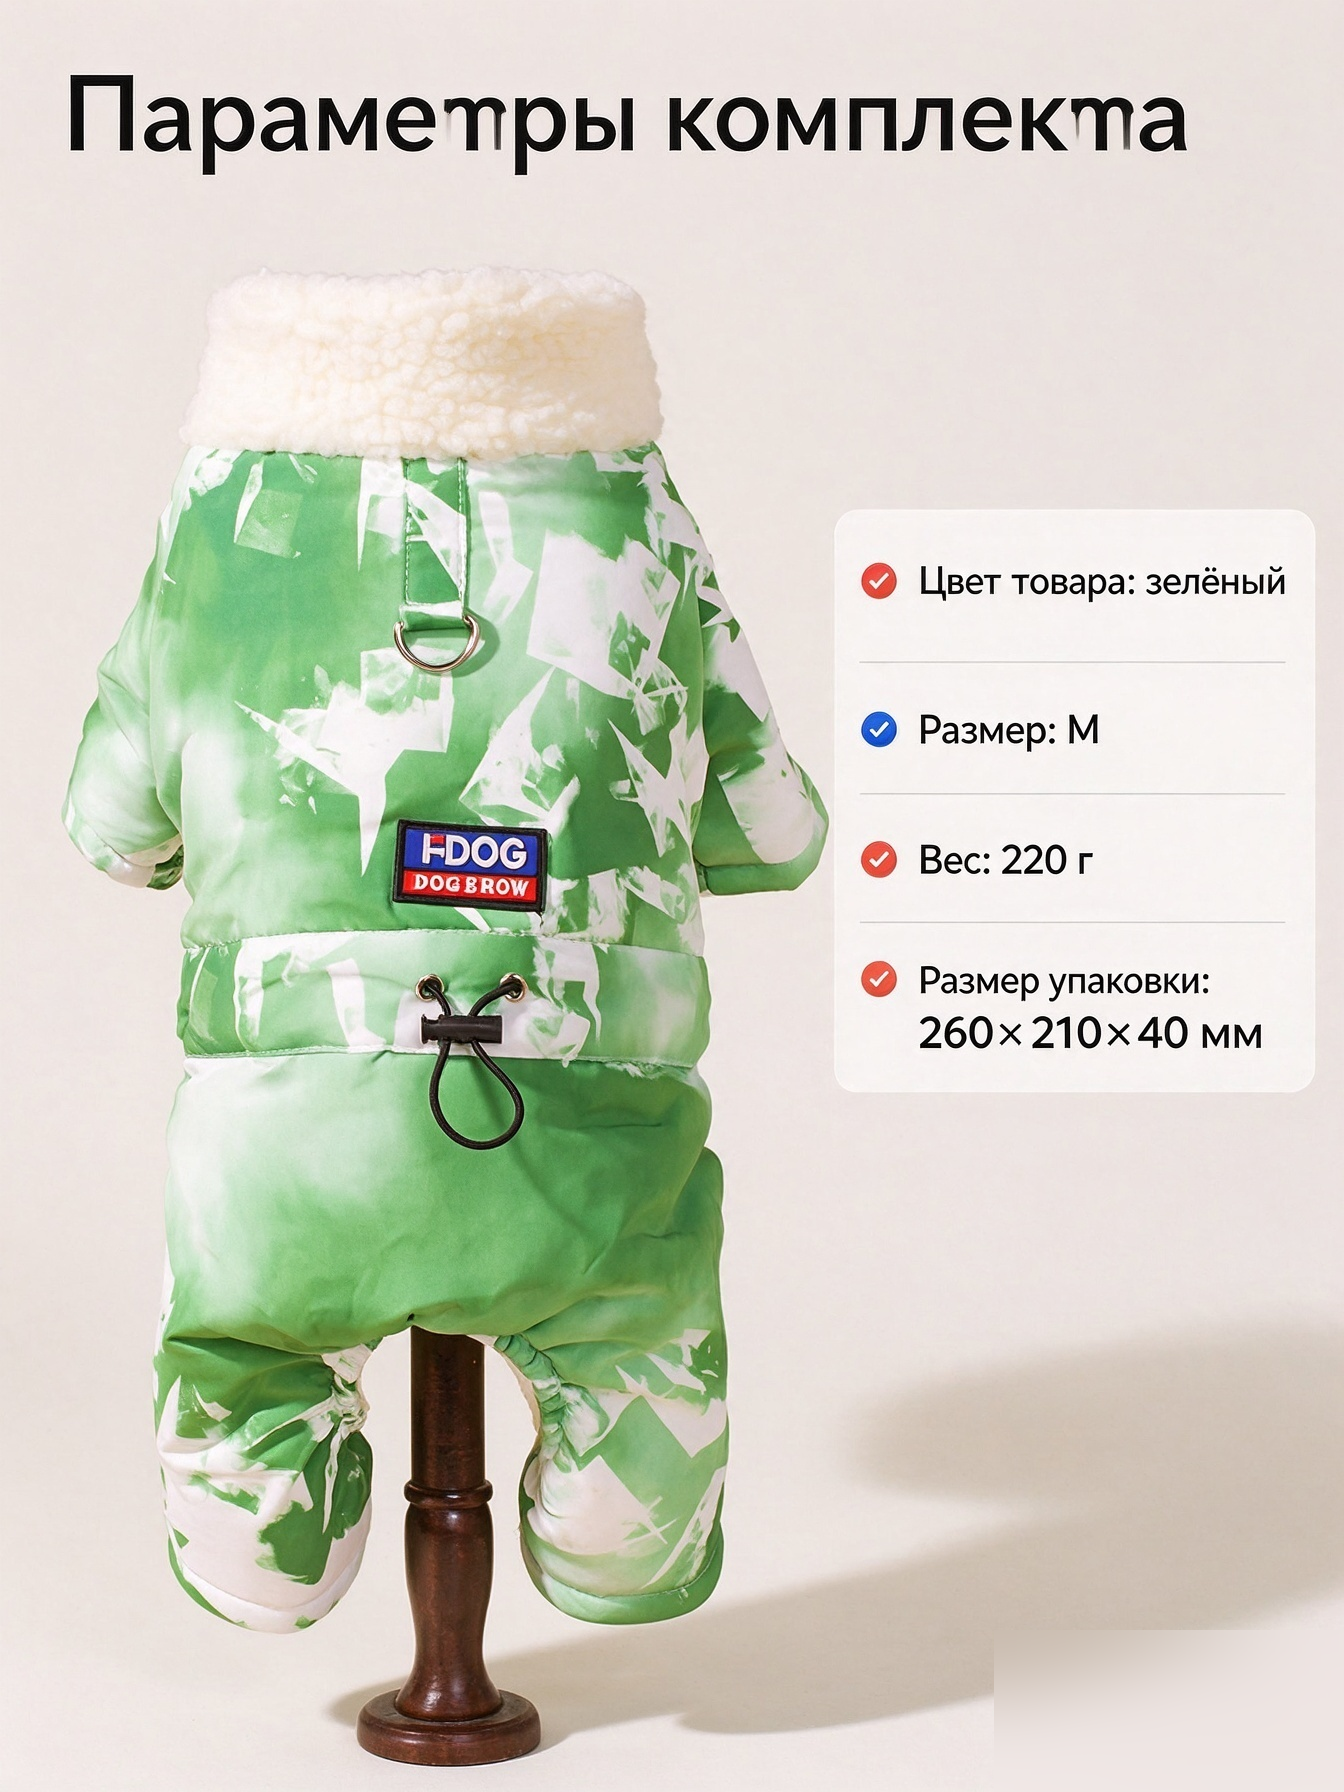 Параметры комплекта
Цвет товара: зелёный
Размер: M
Вес: 220 г
Размер упаковки:
260×210×40 мм
HDOG
DOGBROW